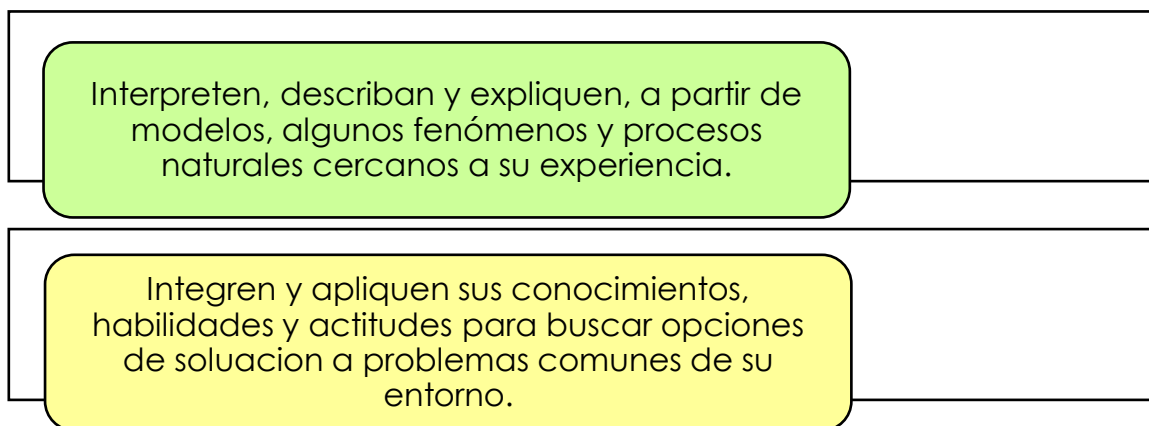 Interpreten, describan y expliquen, a partir de
modelos, algunos fenómenos y procesos
naturales cercanos a su experiencia.
Integren y apliquen sus conocimientos,
habilidades y actitudes para buscar opciones
de soluacion a problemas comunes de su
entorno.